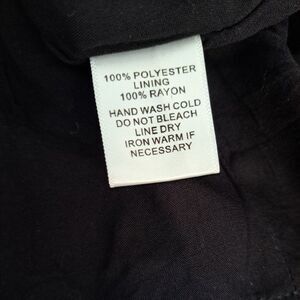 100% POLYESTER
LINING
100% RAYON
HAND WASH COLD
DO NOT BLEACH
LINE DRY
IRON WARM IF
NECESSARY